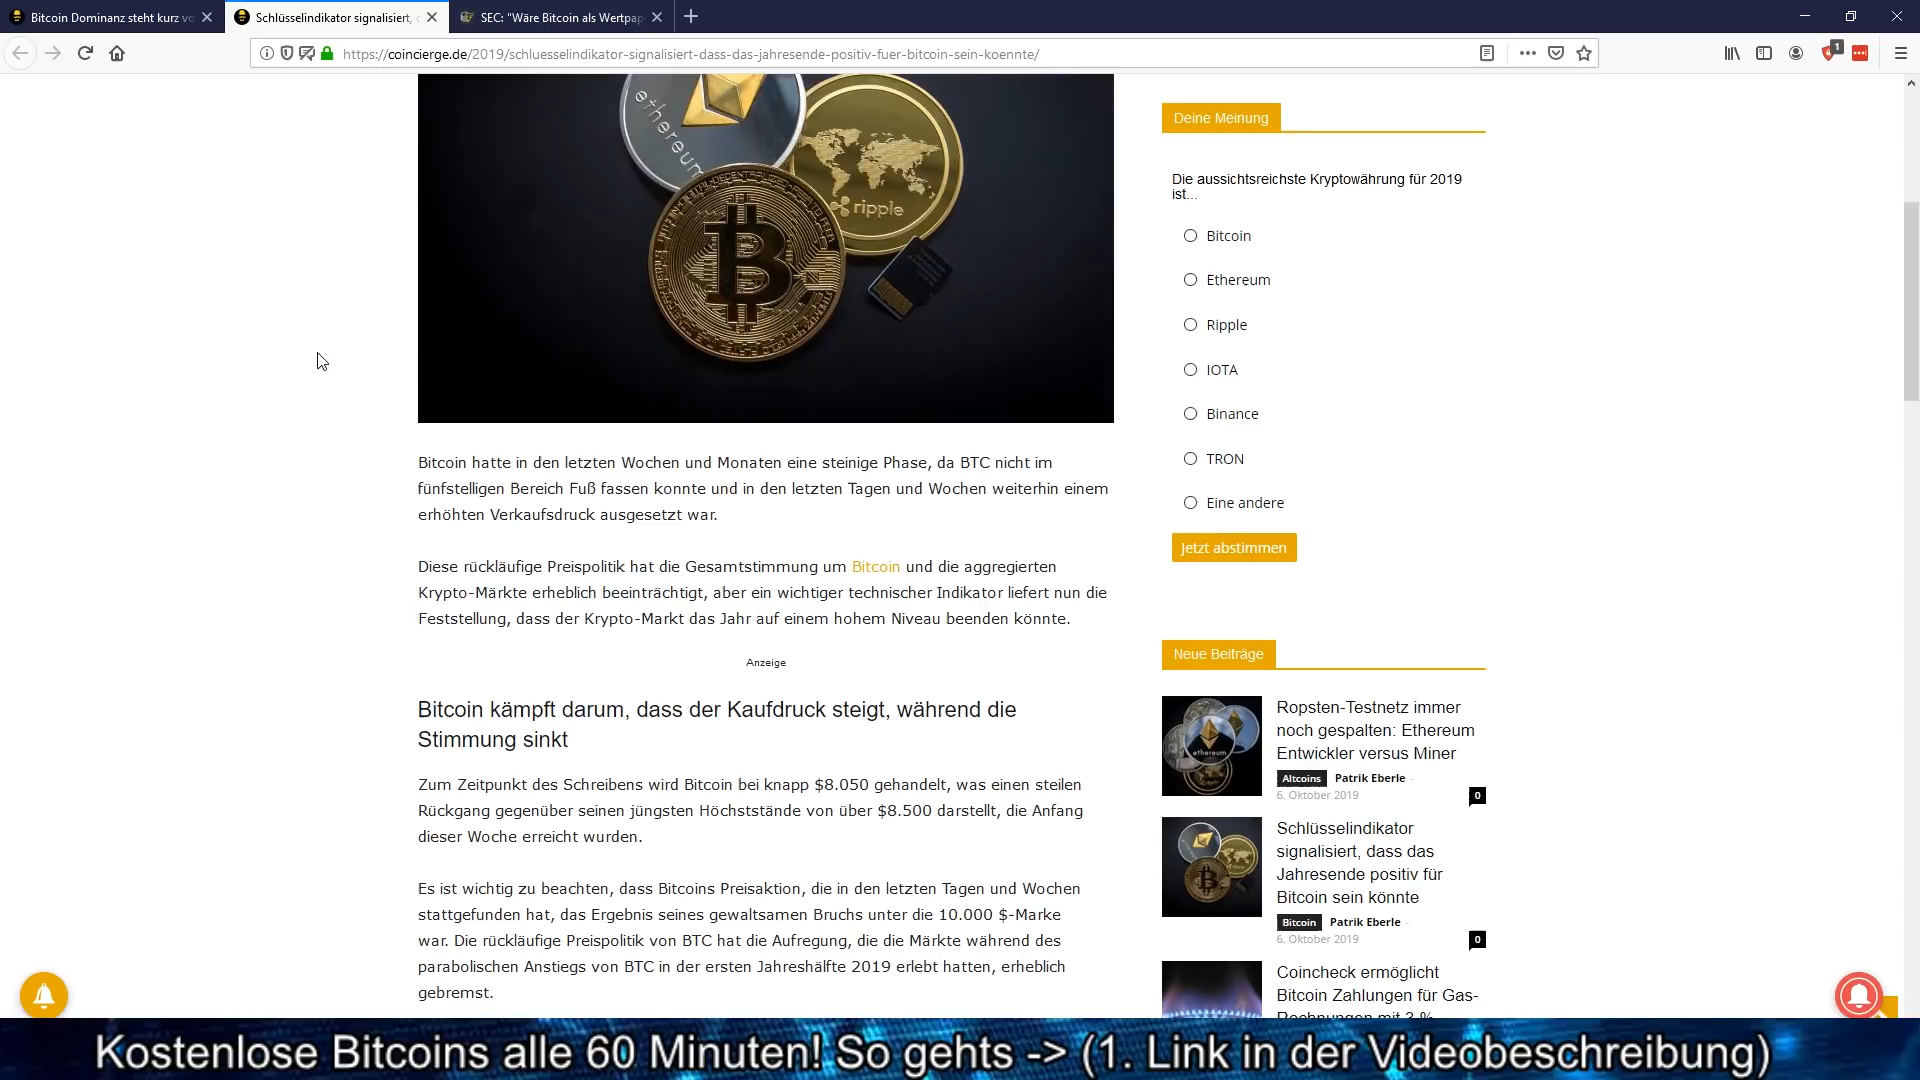 Bitcoin Dominanz steht kurz vo
Schlüsselindikator signalisiert,
SEC: "Wäre Bitcoin als Wertpap
https://coincierge.de/2019/schluesselindikator-signalisiert-dass-das-jahresende-positiv-fuer-bitcoin-sein-koennte/
1
ethereum
ripple
Bitcoin hatte in den letzten Wochen und Monaten eine steinige Phase, da BTC nicht im
fünfstelligen Bereich Fuß fassen konnte und in den letzten Tagen und Wochen weiterhin einem
erhöhten Verkaufsdruck ausgesetzt war.
Diese rückläufige Preispolitik hat die Gesamtstimmung um Bitcoin und die aggregierten
Krypto-Märkte erheblich beeinträchtigt, aber ein wichtiger technischer Indikator liefert nun die
Feststellung, dass der Krypto-Markt das Jahr auf einem hohem Niveau beenden könnte.
Anzeige
Bitcoin kämpft darum, dass der Kaufdruck steigt, während die
Stimmung sinkt
Zum Zeitpunkt des Schreibens wird Bitcoin bei knapp $8.050 gehandelt, was einen steilen
Rückgang gegenüber seinen jüngsten Höchststände von über $8.500 darstellt, die Anfang
dieser Woche erreicht wurden.
Es ist wichtig zu beachten, dass Bitcoins Preisaktion, die in den letzten Tagen und Wochen
stattgefunden hat, das Ergebnis seines gewaltsamen Bruchs unter die 10.000 $-Marke
war. Die rückläufige Preispolitik von BTC hat die Aufregung, die die Märkte während des
parabolischen Anstiegs von BTC in der ersten Jahreshälfte 2019 erlebt hatten, erheblich
gebremst.
Deine Meinung
Die aussichtsreichste Kryptowährung für 2019
ist...
Bitcoin
Ethereum
Ripple
IOTA
Binance
TRON
Eine andere
Jetzt abstimmen
Neue Beiträge
Ropsten-Testnetz immer
noch gespalten: Ethereum
Entwickler versus Miner
Altcoins Patrik Eberle -
6. Oktober 2019 0
Schlüsselindikator
signalisiert, dass das
Jahresende positiv für
Bitcoin sein könnte
Bitcoin Patrik Eberle -
6. Oktober 2019 0
Coincheck ermöglicht
Bitcoin Zahlungen für Gas-
Rechnungen mit 3 %
Kostenlose Bitcoins alle 60 Minuten! So gehts -> (1. Link in der Videobeschreibung)